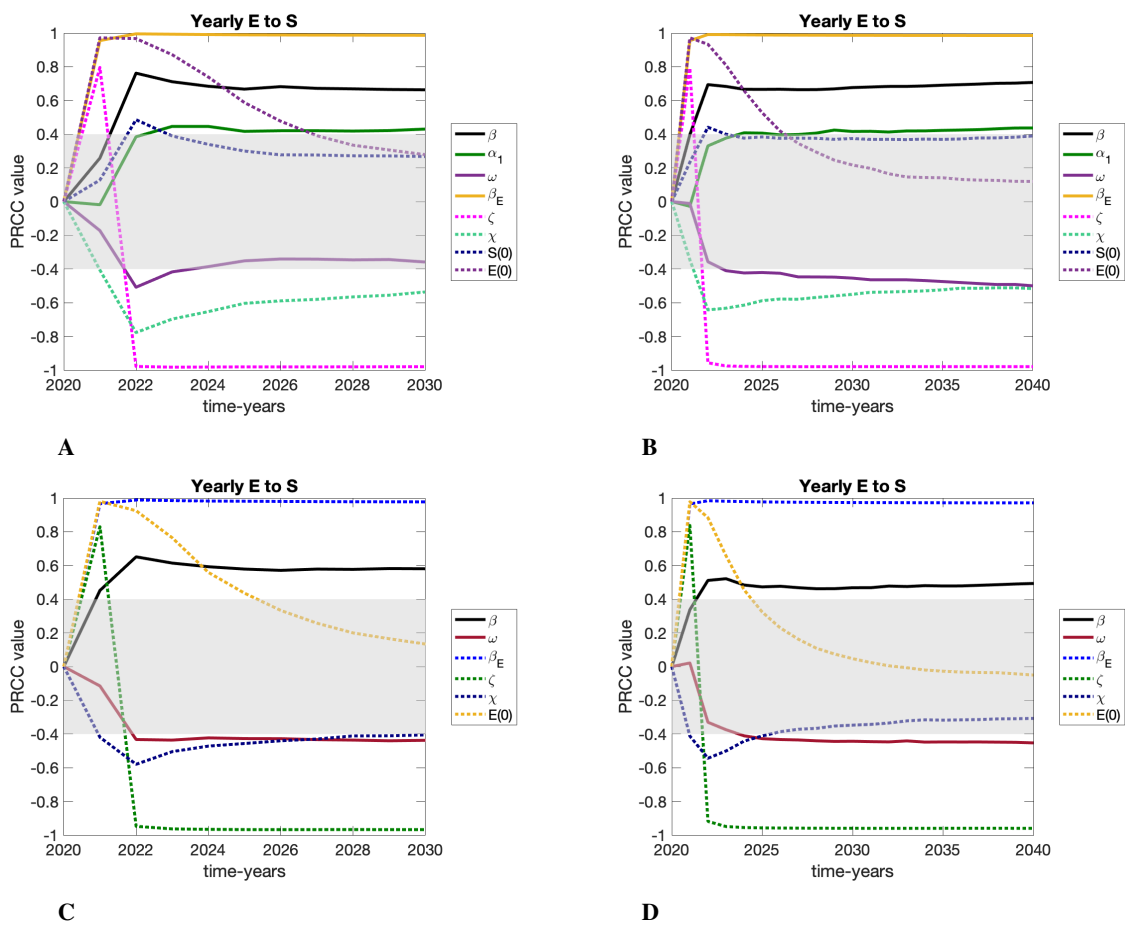 Yearly E to S
1
0.8
0.6
0.4
0.2
0
-0.2
-0.4
-0.6
-0.8
-1
PRCC value
2020 2022 2024 2026 2028 2030
time-years
β
α1
ω
βE
ζ
χ
S(0)
E(0)
A
Yearly E to S
1
0.8
0.6
0.4
0.2
0
-0.2
-0.4
-0.6
-0.8
-1
PRCC value
2020 2025 2030 2035 2040
time-years
β
α1
ω
βE
ζ
χ
S(0)
E(0)
B
Yearly E to S
1
0.8
0.6
0.4
0.2
0
-0.2
-0.4
-0.6
-0.8
-1
PRCC value
2020 2022 2024 2026 2028 2030
time-years
β
ω
βE
ζ
χ
E(0)
C
Yearly E to S
1
0.8
0.6
0.4
0.2
0
-0.2
-0.4
-0.6
-0.8
-1
PRCC value
2020 2025 2030 2035 2040
time-years
β
ω
βE
ζ
χ
E(0)
D